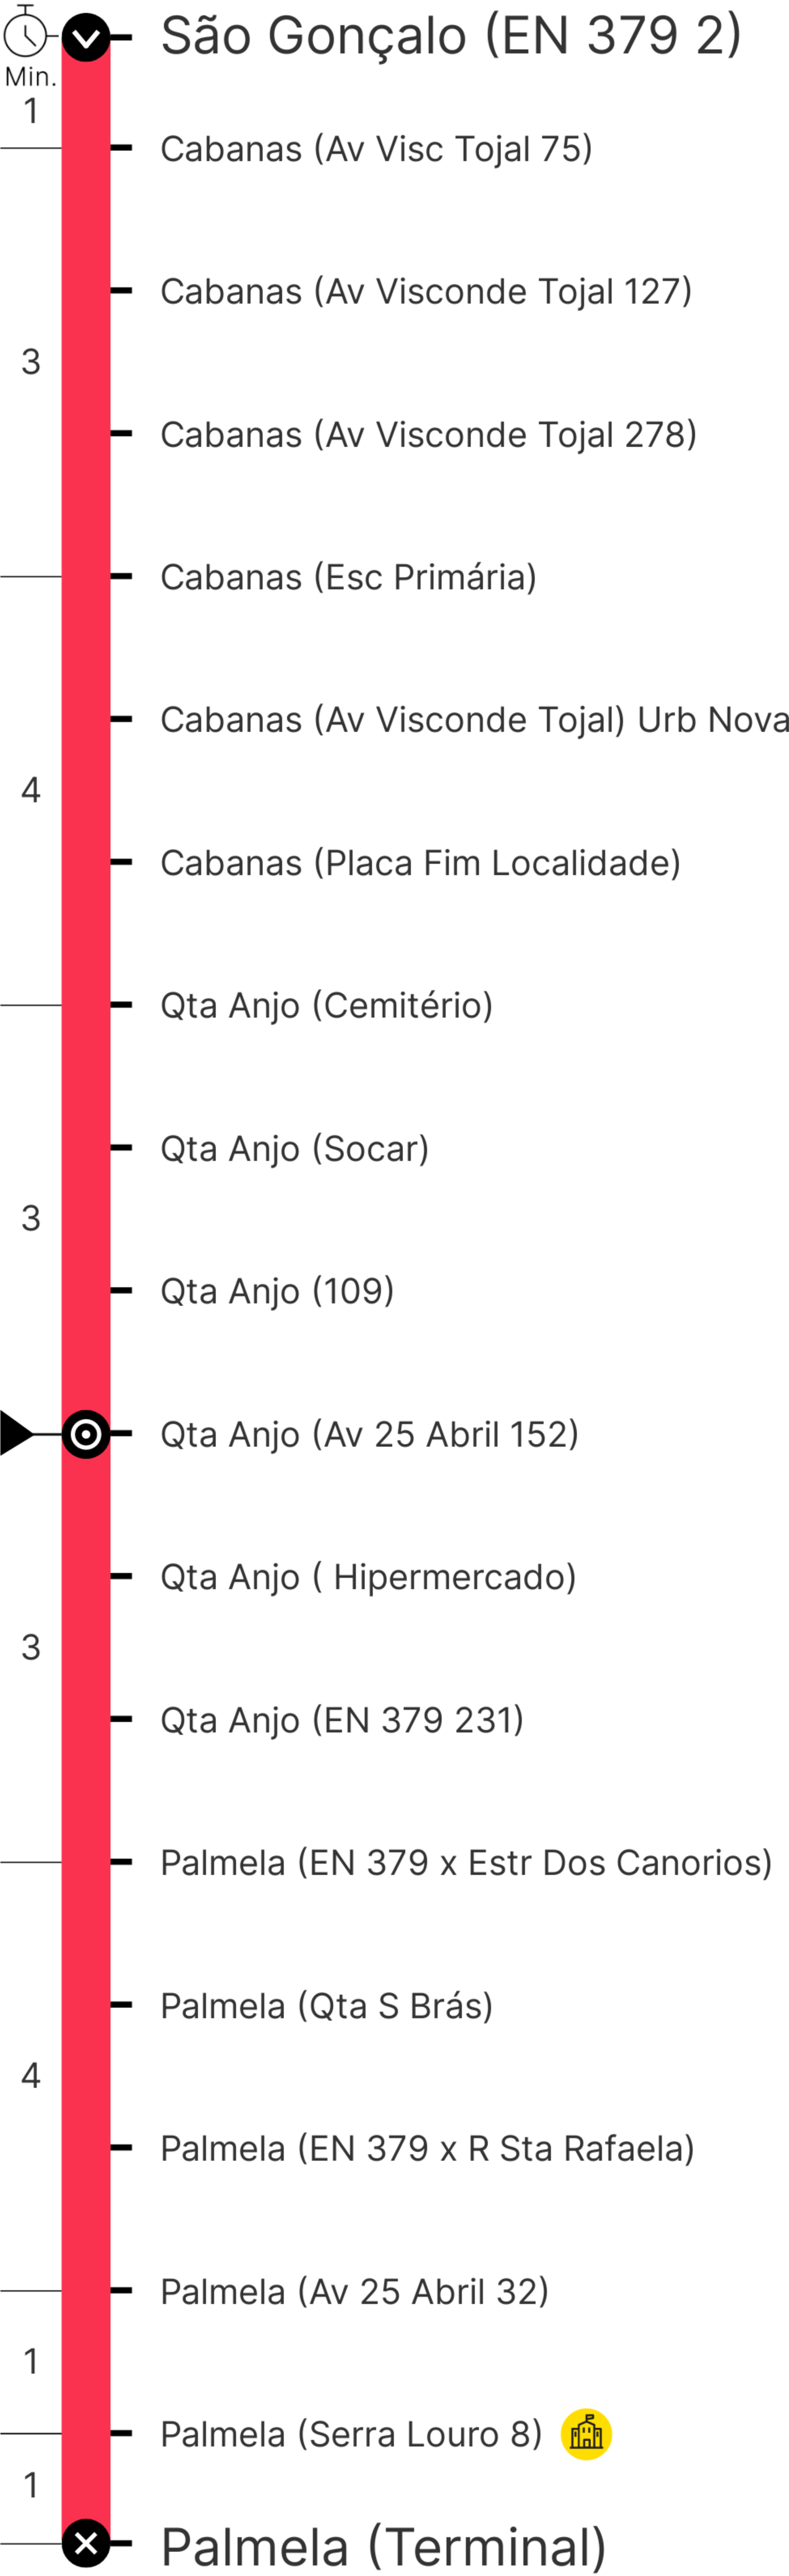 São Gonçalo (EN 379 2)
Min.
1
Cabanas (Av Visc Tojal 75)
Cabanas (Av Visconde Tojal 127)
3
Cabanas (Av Visconde Tojal 278)
Cabanas (Esc Primária)
Cabanas (Av Visconde Tojal) Urb Nova
4
Cabanas (Placa Fim Localidade)
Qta Anjo (Cemitério)
Qta Anjo (Socar)
3
Qta Anjo (109)
Qta Anjo (Av 25 Abril 152)
Qta Anjo ( Hipermercado)
3
Qta Anjo (EN 379 231)
Palmela (EN 379 x Estr Dos Canorios)
Palmela (Qta S Brás)
4
Palmela (EN 379 x R Sta Rafaela)
Palmela (Av 25 Abril 32)
1
Palmela (Serra Louro 8)
1
Palmela (Terminal)